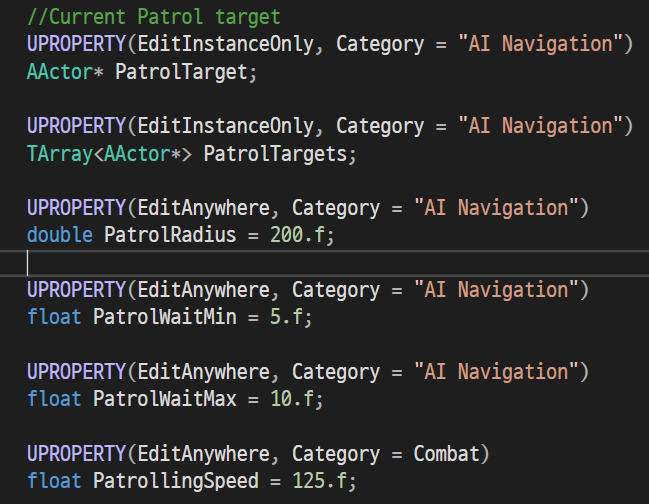 //Current Patrol target
UPROPERTY(EditInstanceOnly, Category = "AI Navigation")
AActor* PatrolTarget;
UPROPERTY(EditInstanceOnly, Category = "AI Navigation")
TArray<AActor*> PatrolTargets;
UPROPERTY(EditAnywhere, Category = "AI Navigation")
double PatrolRadius = 200.f;
UPROPERTY(EditAnywhere, Category = "AI Navigation")
float PatrolWaitMin = 5.f;
UPROPERTY(EditAnywhere, Category = "AI Navigation")
float PatrolWaitMax = 10.f;
UPROPERTY(EditAnywhere, Category = Combat)
float PatrollingSpeed = 125.f;